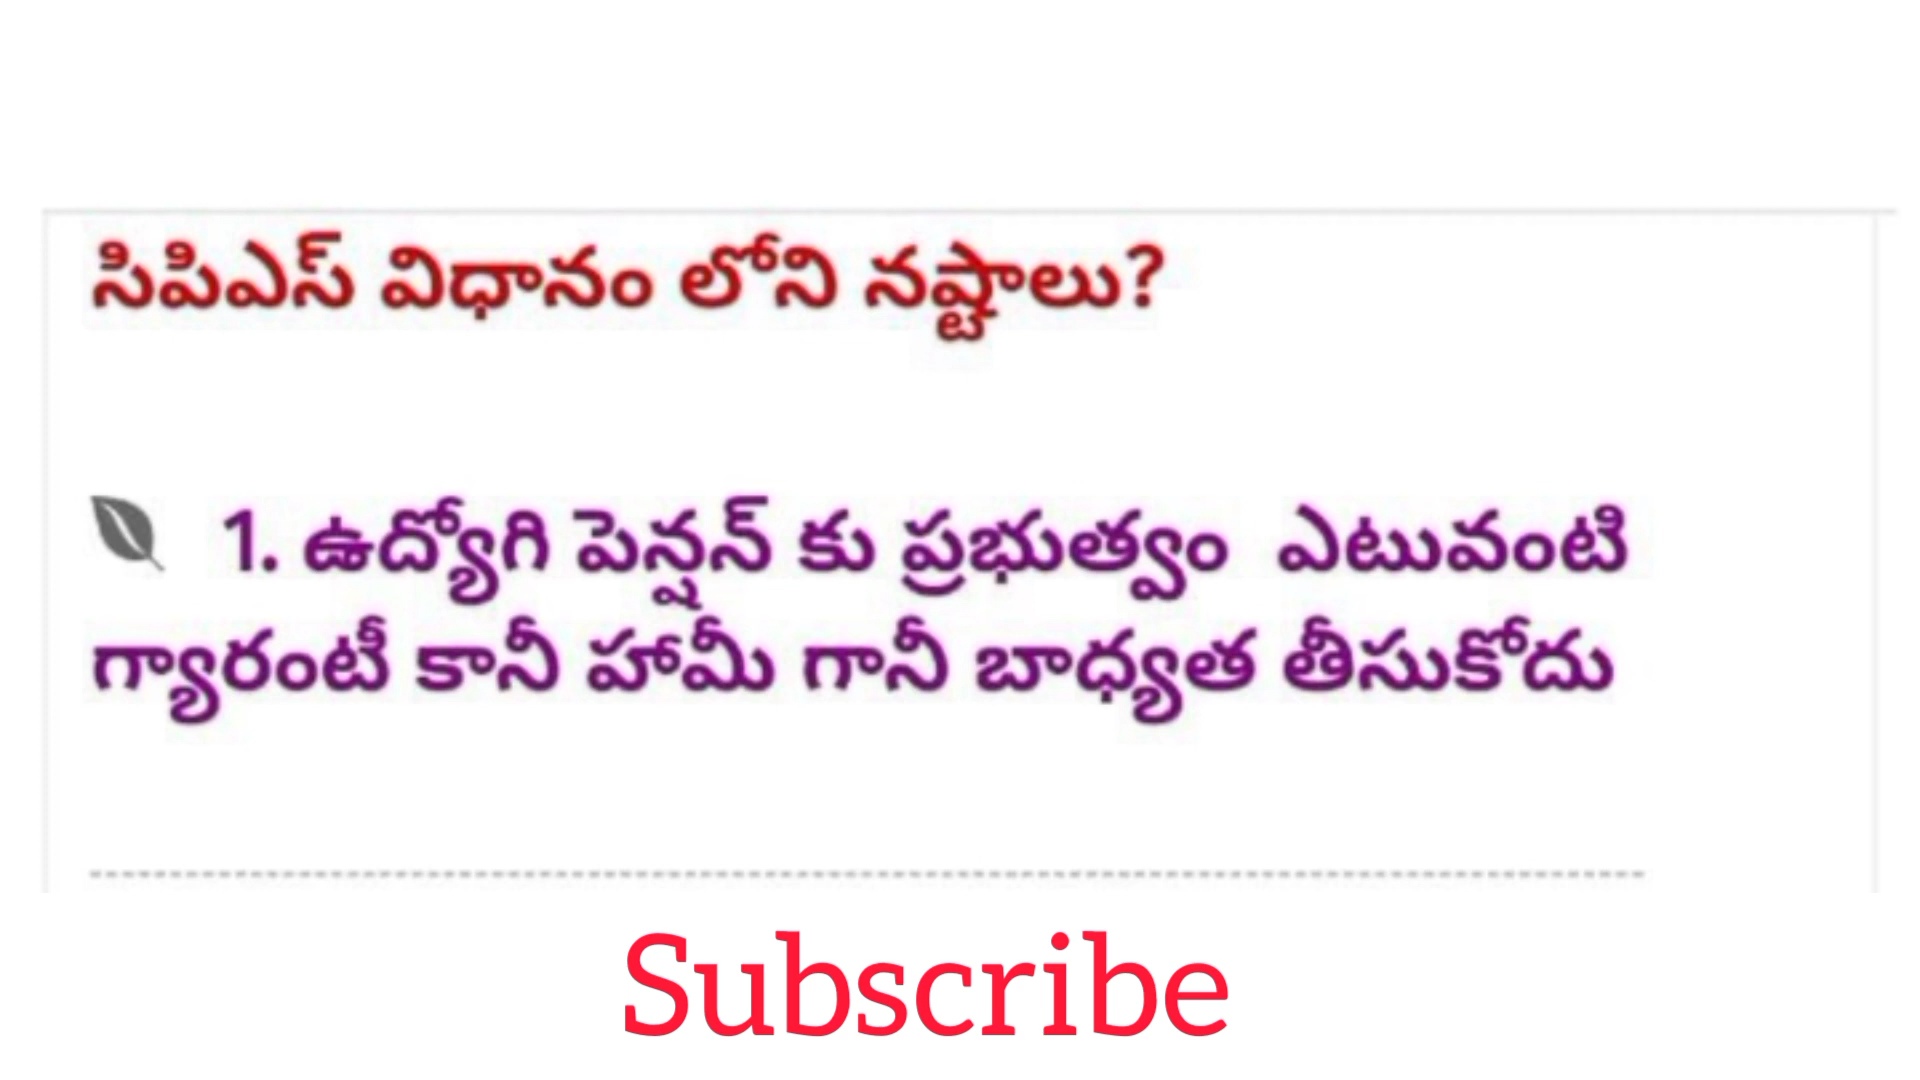 సిపిఎస్ విధానం లోని నష్టాలు?
1. ఉద్యోగి పెన్షన్ కు ప్రభుత్వం ఎటువంటి
గ్యారంటీ కానీ హామీ గానీ బాధ్యత తీసుకోదు
Subscribe